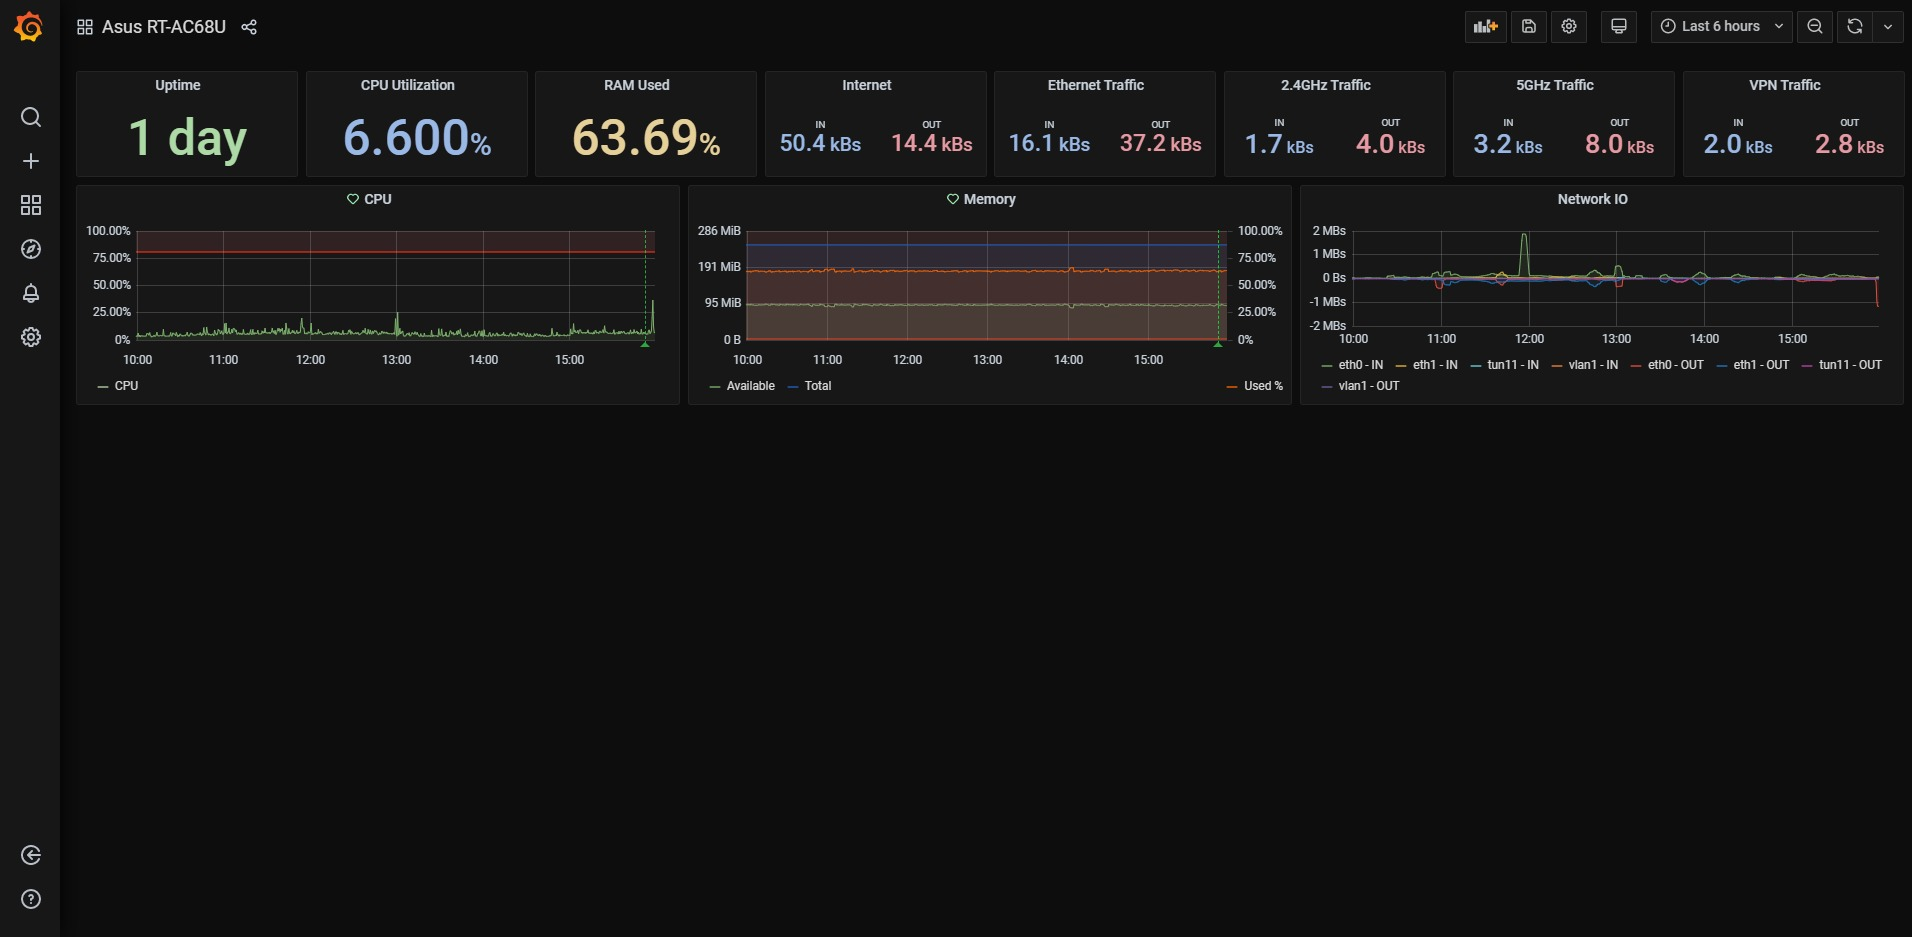 Asus RT-AC68U
Last 6 hours
Uptime
1 day
CPU Utilization
6.600%
RAM Used
63.69%
Internet
IN OUT
50.4 kBs 14.4 kBs
Ethernet Traffic
IN OUT
16.1 kBs 37.2 kBs
2.4GHz Traffic
IN OUT
1.7 kBs 4.0 kBs
5GHz Traffic
IN OUT
3.2 kBs 8.0 kBs
VPN Traffic
IN OUT
2.0 kBs 2.8 kBs
CPU
100.00%
75.00%
50.00%
25.00%
0%
10:00 11:00 12:00 13:00 14:00 15:00
CPU
Memory
286 MiB 100.00%
75.00%
191 MiB
50.00%
95 MiB
25.00%
0 B 0%
10:00 11:00 12:00 13:00 14:00 15:00
Available Total Used %
Network IO
2 MBs
1 MBs
0 Bs
-1 MBs
-2 MBs
10:00 11:00 12:00 13:00 14:00 15:00
eth0 - IN eth1 - IN tun11 - IN vlan1 - IN eth0 - OUT eth1 - OUT tun11 - OUT
vlan1 - OUT